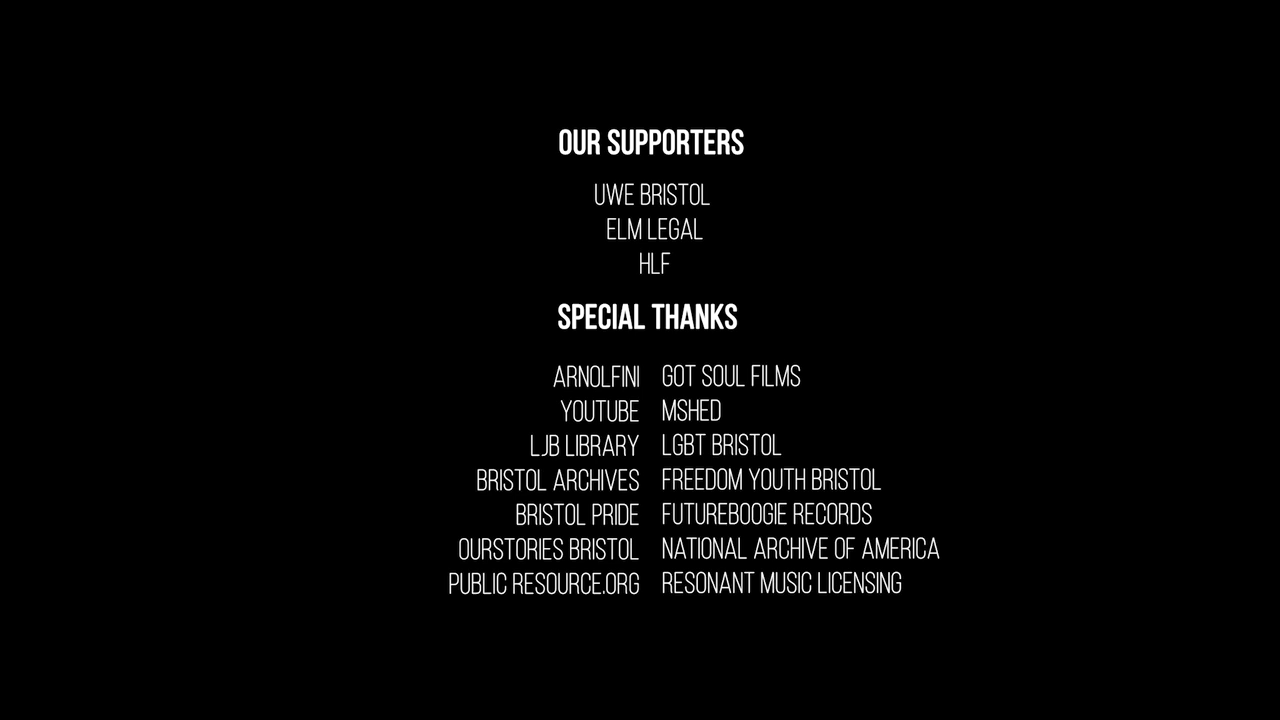 OUR SUPPORTERS
UWE BRISTOL
ELM LEGAL
HLF
SPECIAL THANKS
ARNOLFINI GOT SOUL FILMS
YOUTUBE MSHED
LJB LIBRARY LGBT BRISTOL
BRISTOL ARCHIVES FREEDOM YOUTH BRISTOL
BRISTOL PRIDE FUTUREBOOGIE RECORDS
OURSTORIES BRISTOL NATIONAL ARCHIVE OF AMERICA
PUBLIC RESOURCE.ORG RESONANT MUSIC LICENSING